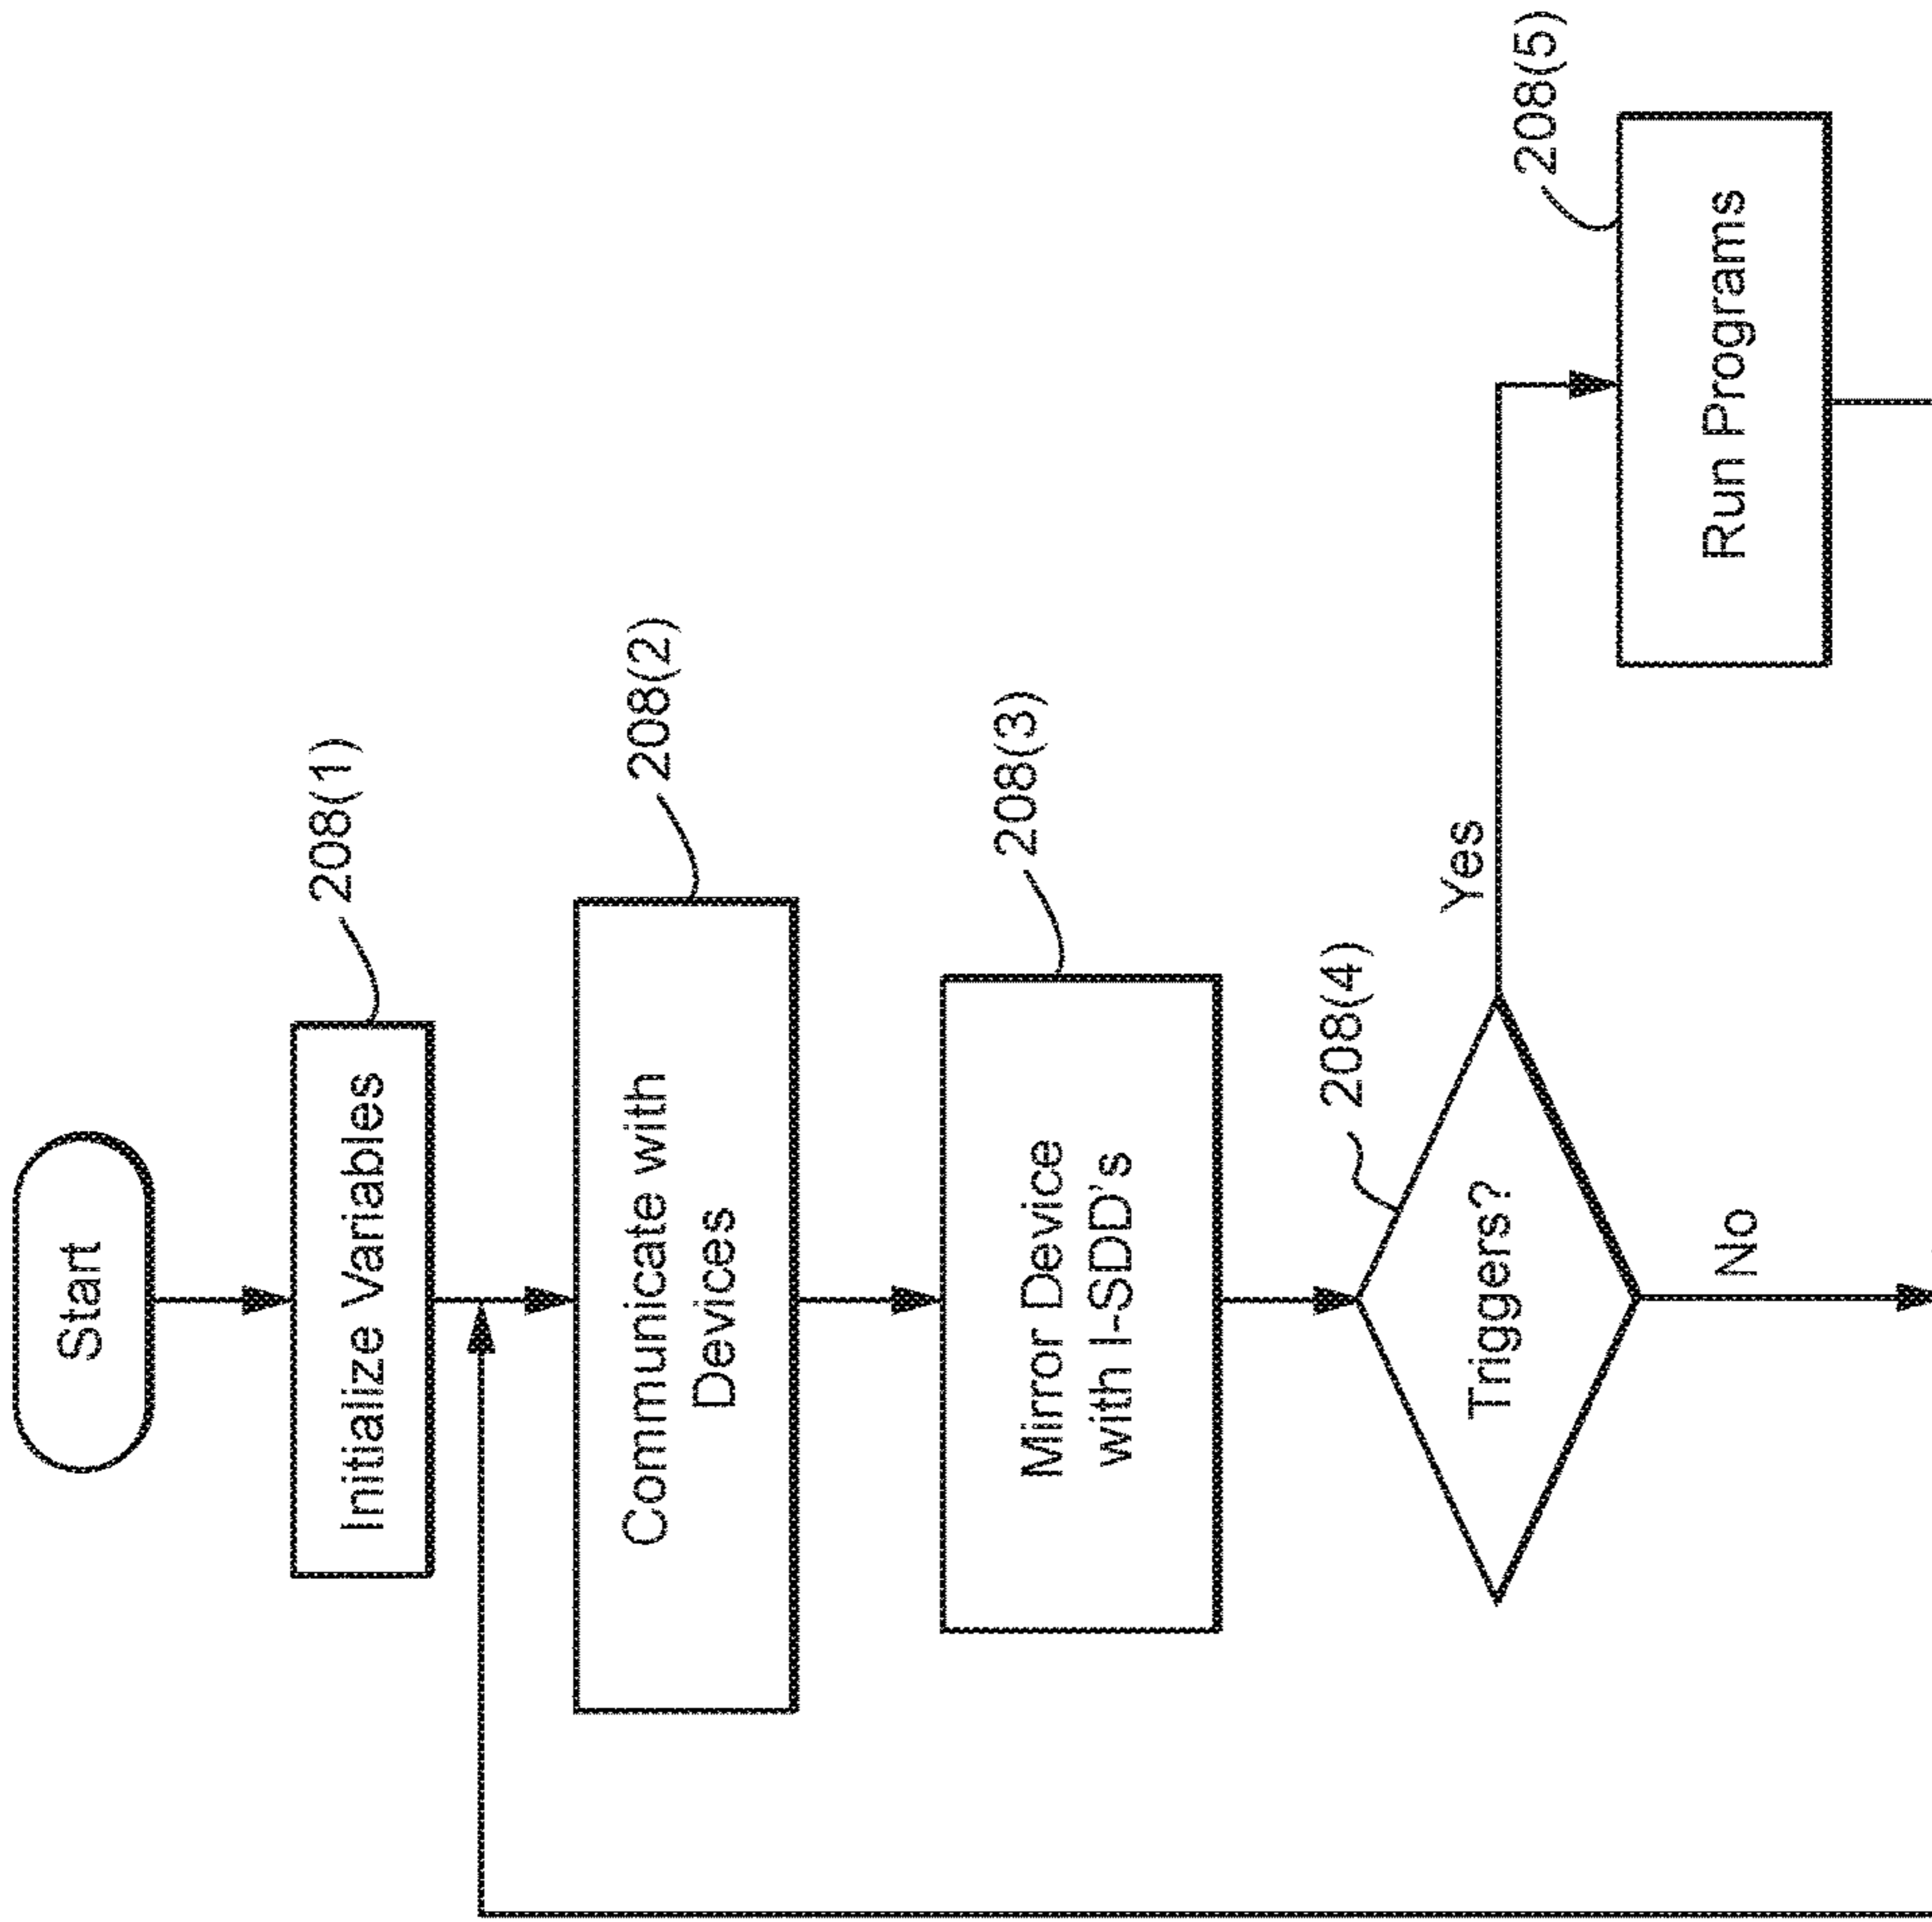 Start
Initialize Variables
208(1)
Communicate with
Devices
208(2)
Mirror Device
with I-SDD's
208(3)
Triggers?
208(4)
Yes
No
Run Programs
208(5)